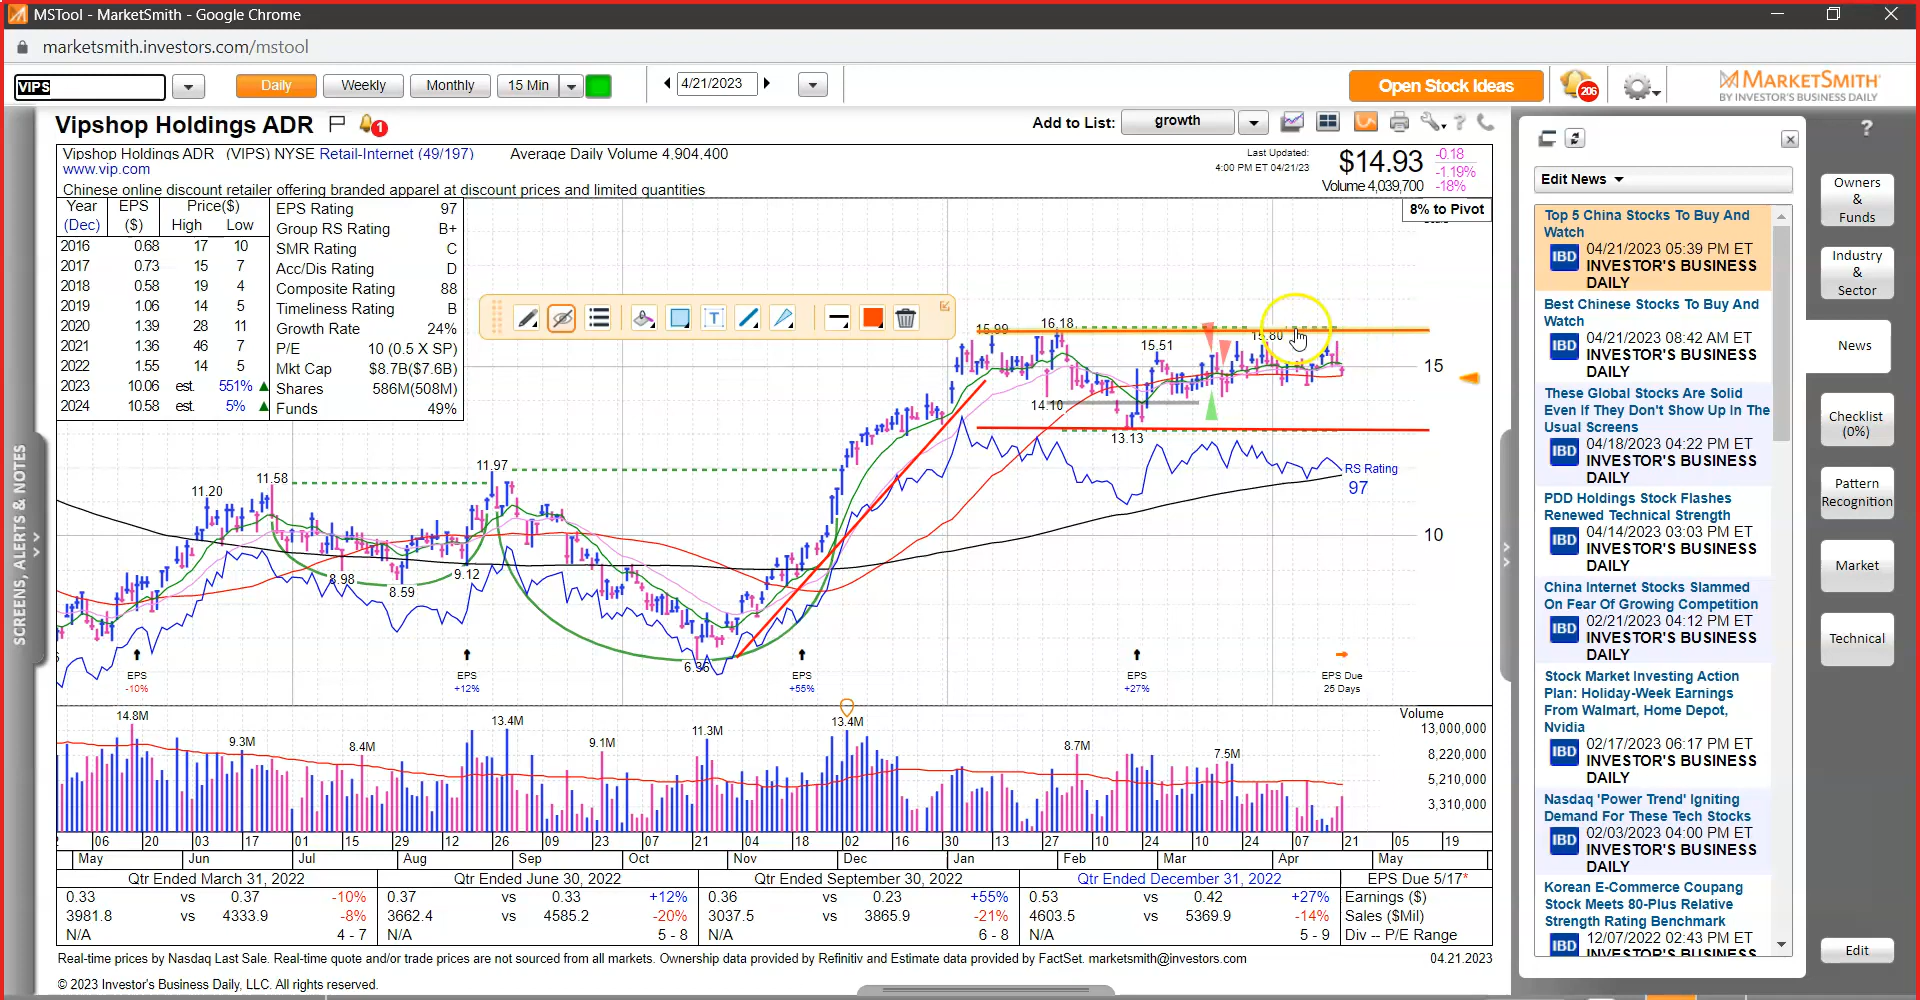 MSTool - MarketSmith - Google Chrome
marketsmith.investors.com/mstool
VIPS
Daily
Weekly
Monthly
15 Min
4/21/2023
Open Stock Ideas
206
MARKETSMITH
BY INVESTOR'S BUSINESS DAILY
Vipshop Holdings ADR
1
Add to List:
growth
?
Vipshop Holdings ADR (VIPS) NYSE Retail-Internet (49/197) Average Daily Volume 4,904,400
www.vip.com
Chinese online discount retailer offering branded apparel at discount prices and limited quantities
Last Updated:
4:00 PM ET 04/21/23
$14.93
-0.18
-1.19%
Volume 4,039,700 -18%
8% to Pivot
Year EPS Price($)
(Dec) ($) High Low
2016 0.68 17 10
2017 0.73 15 7
2018 0.58 19 4
2019 1.06 14 5
2020 1.39 28 11
2021 1.36 46 7
2022 1.55 14 5
2023 10.06 est. 551%
2024 10.58 est. 5%
EPS Rating 97
Group RS Rating B+
SMR Rating C
Acc/Dis Rating D
Composite Rating 88
Timeliness Rating B
Growth Rate 24%
P/E 10 (0.5 X SP)
Mkt Cap $8.7B($7.6B)
Shares 586M(508M)
Funds 49%
T
15.99
16.18
15.51
15.80
15
14.10
13.13
RS Rating
97
11.97
11.58
11.20
10
8.98
8.59
9.12
EPS
-10%
EPS
+12%
EPS
+55%
EPS
+27%
EPS Due
25 Days
Volume
13,000,000
8,220,000
5,210,000
3,310,000
14.8M
9.3M
8.4M
13.4M
9.1M
11.3M
13.4M
8.7M
7.5M
06 20 03 17 01 15 29 12 26 09 23 07 21 04 18 02 16 30 13 27 10 24 10 24 07 21 05 19
May Jun Jul Aug Sep Oct Nov Dec Jan Feb Mar Apr May
Qtr Ended March 31, 2022 Qtr Ended June 30, 2022 Qtr Ended September 30, 2022 Qtr Ended December 31, 2022 EPS Due 5/17*
0.33 vs 0.37 -10% 0.37 vs 0.33 +12% 0.36 vs 0.23 +55% 0.53 vs 0.42 +27% Earnings ($)
3981.8 vs 4333.9 -8% 3662.4 vs 4585.2 -20% 3037.5 vs 3865.9 -21% 4603.5 vs 5369.9 -14% Sales ($Mil)
N/A 4 - 7 N/A 5 - 8 N/A 6 - 8 N/A 5 - 9 Div -- P/E Range
Real-time prices by Nasdaq Last Sale. Real-time quote and/or trade prices are not sourced from all markets. Ownership data provided by Refinitiv and Estimate data provided by FactSet. marketsmith@investors.com 04.21.2023
© 2023 Investor's Business Daily, LLC. All rights reserved.
SCREENS, ALERTS & NOTES
Edit News
Top 5 China Stocks To Buy And
Watch
IBD
04/21/2023 05:39 PM ET
INVESTOR'S BUSINESS
DAILY
Best Chinese Stocks To Buy And
Watch
IBD
04/21/2023 08:42 AM ET
INVESTOR'S BUSINESS
DAILY
These Global Stocks Are Solid
Even If They Don't Show Up In The
Usual Screens
IBD
04/18/2023 04:22 PM ET
INVESTOR'S BUSINESS
DAILY
PDD Holdings Stock Flashes
Renewed Technical Strength
IBD
04/14/2023 03:03 PM ET
INVESTOR'S BUSINESS
DAILY
China Internet Stocks Slammed
On Fear Of Growing Competition
IBD
02/21/2023 04:12 PM ET
INVESTOR'S BUSINESS
DAILY
Stock Market Investing Action
Plan: Holiday-Week Earnings
From Walmart, Home Depot,
Nvidia
IBD
02/17/2023 06:17 PM ET
INVESTOR'S BUSINESS
DAILY
Nasdaq 'Power Trend' Igniting
Demand For These Tech Stocks
IBD
02/03/2023 04:00 PM ET
INVESTOR'S BUSINESS
DAILY
Korean E-Commerce Coupang
Stock Meets 80-Plus Relative
Strength Rating Benchmark
IBD
12/07/2022 02:43 PM ET
INVESTOR'S BUSINESS
?
Owners
&
Funds
Industry
&
Sector
News
Checklist
(0%)
Pattern
Recognition
Market
Technical
Edit